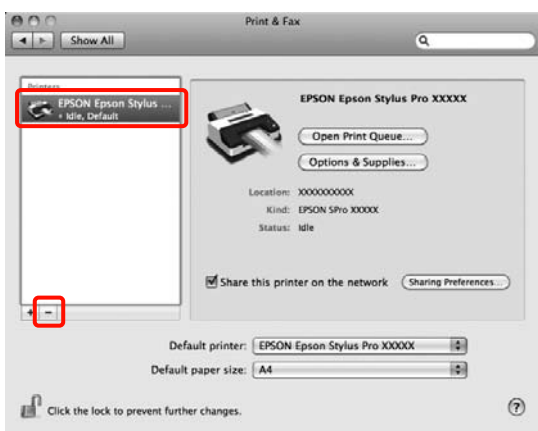 Print & Fax
Show All
Printers
EPSON Epson Stylus ...
• Idle, Default
+ −
EPSON Epson Stylus Pro XXXXX
Open Print Queue...
Options & Supplies...
Location: XXXXXXXXXX
Kind: EPSON SPro XXXXX
Status: Idle
Share this printer on the network
Sharing Preferences...
Default printer: EPSON Epson Stylus Pro XXXXX
Default paper size: A4
Click the lock to prevent further changes.
?